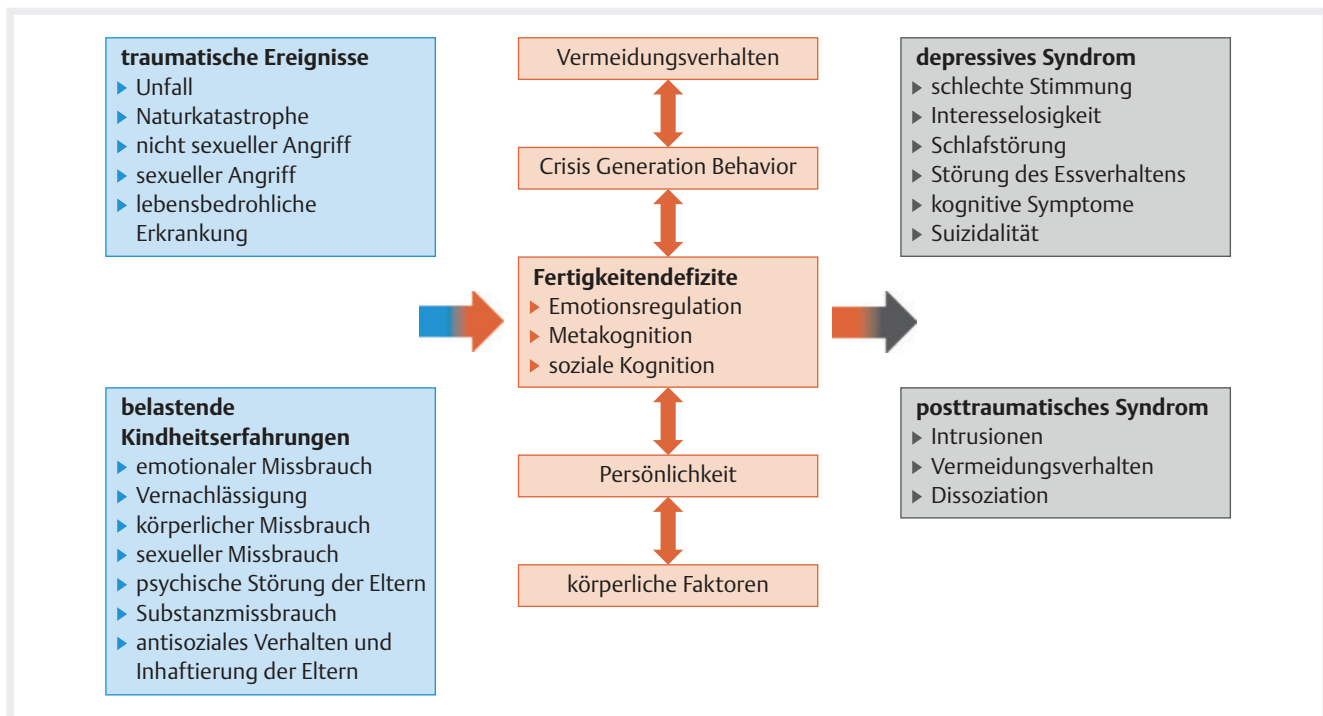 traumatische Ereignisse
Unfall
Naturkatastrophe
nicht sexueller Angriff
sexueller Angriff
lebensbedrohliche
Erkrankung
belastende
Kindheitserfahrungen
emotionaler Missbrauch
Vernachlässigung
körperlicher Missbrauch
sexueller Missbrauch
psychische Störung der Eltern
Substanzmissbrauch
antisoziales Verhalten und
Inhaftierung der Eltern
Vermeidungsverhalten
Crisis Generation Behavior
Fertigkeitendefizite
Emotionsregulation
Metakognition
soziale Kognition
Persönlichkeit
körperliche Faktoren
depressives Syndrom
schlechte Stimmung
Interesselosigkeit
Schlafstörung
Störung des Essverhaltens
kognitive Symptome
Suizidalität
posttraumatisches Syndrom
Intrusionen
Vermeidungsverhalten
Dissoziation